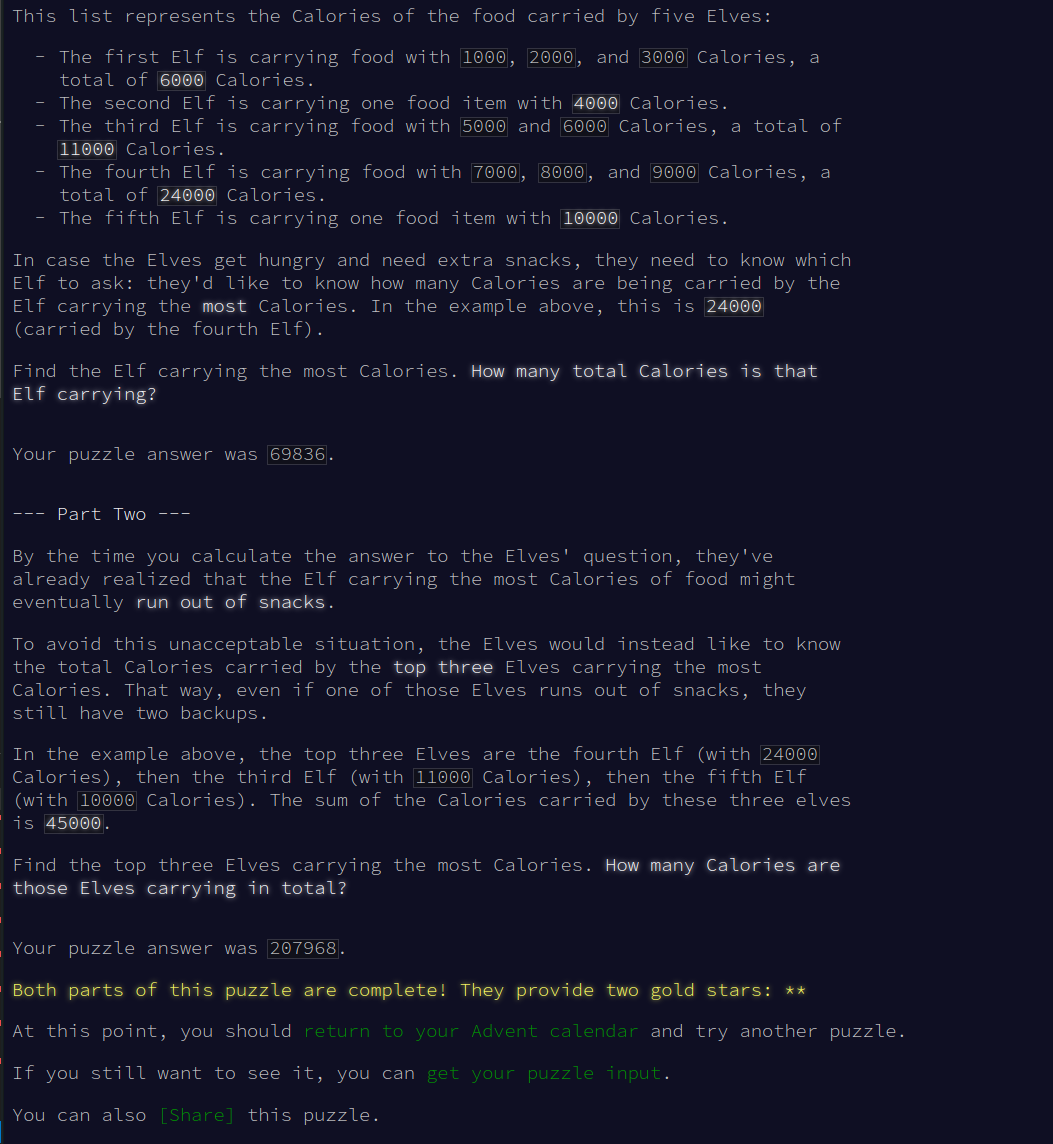 This list represents the Calories of the food carried by five Elves:
- The first Elf is carrying food with 1000, 2000, and 3000 Calories, a
total of 6000 Calories.
- The second Elf is carrying one food item with 4000 Calories.
- The third Elf is carrying food with 5000 and 6000 Calories, a total of
11000 Calories.
- The fourth Elf is carrying food with 7000, 8000, and 9000 Calories, a
total of 24000 Calories.
- The fifth Elf is carrying one food item with 10000 Calories.
In case the Elves get hungry and need extra snacks, they need to know which
Elf to ask: they'd like to know how many Calories are being carried by the
Elf carrying the most Calories. In the example above, this is 24000
(carried by the fourth Elf).
Find the Elf carrying the most Calories. How many total Calories is that
Elf carrying?
Your puzzle answer was 69836.
--- Part Two ---
By the time you calculate the answer to the Elves' question, they've
already realized that the Elf carrying the most Calories of food might
eventually run out of snacks.
To avoid this unacceptable situation, the Elves would instead like to know
the total Calories carried by the top three Elves carrying the most
Calories. That way, even if one of those Elves runs out of snacks, they
still have two backups.
In the example above, the top three Elves are the fourth Elf (with 24000
Calories), then the third Elf (with 11000 Calories), then the fifth Elf
(with 10000 Calories). The sum of the Calories carried by these three elves
is 45000.
Find the top three Elves carrying the most Calories. How many Calories are
those Elves carrying in total?
Your puzzle answer was 207968.
Both parts of this puzzle are complete! They provide two gold stars: **
At this point, you should return to your Advent calendar and try another puzzle.
If you still want to see it, you can get your puzzle input.
You can also [Share] this puzzle.